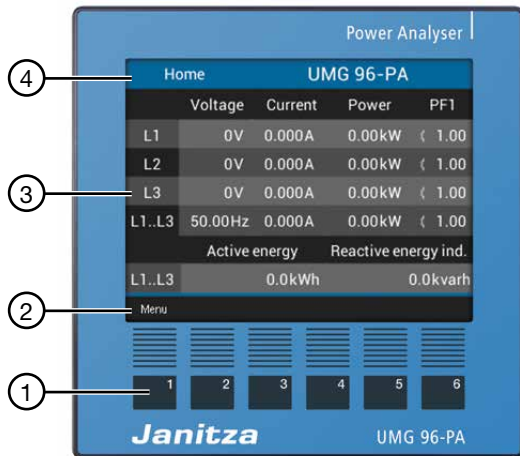 Power Analyser
4 Home UMG 96-PA
Voltage Current Power PF1
L1 0V 0.000A 0.00kW ( 1.00
L2 0V 0.000A 0.00kW ( 1.00
3 L3 0V 0.000A 0.00kW ( 1.00
L1..L3 50.00Hz 0.000A 0.00kW ( 1.00
Active energy Reactive energy ind.
L1..L3 0.0kWh 0.0kvarh
2 Menu
1 1 2 3 4 5 6
Janitza UMG 96-PA